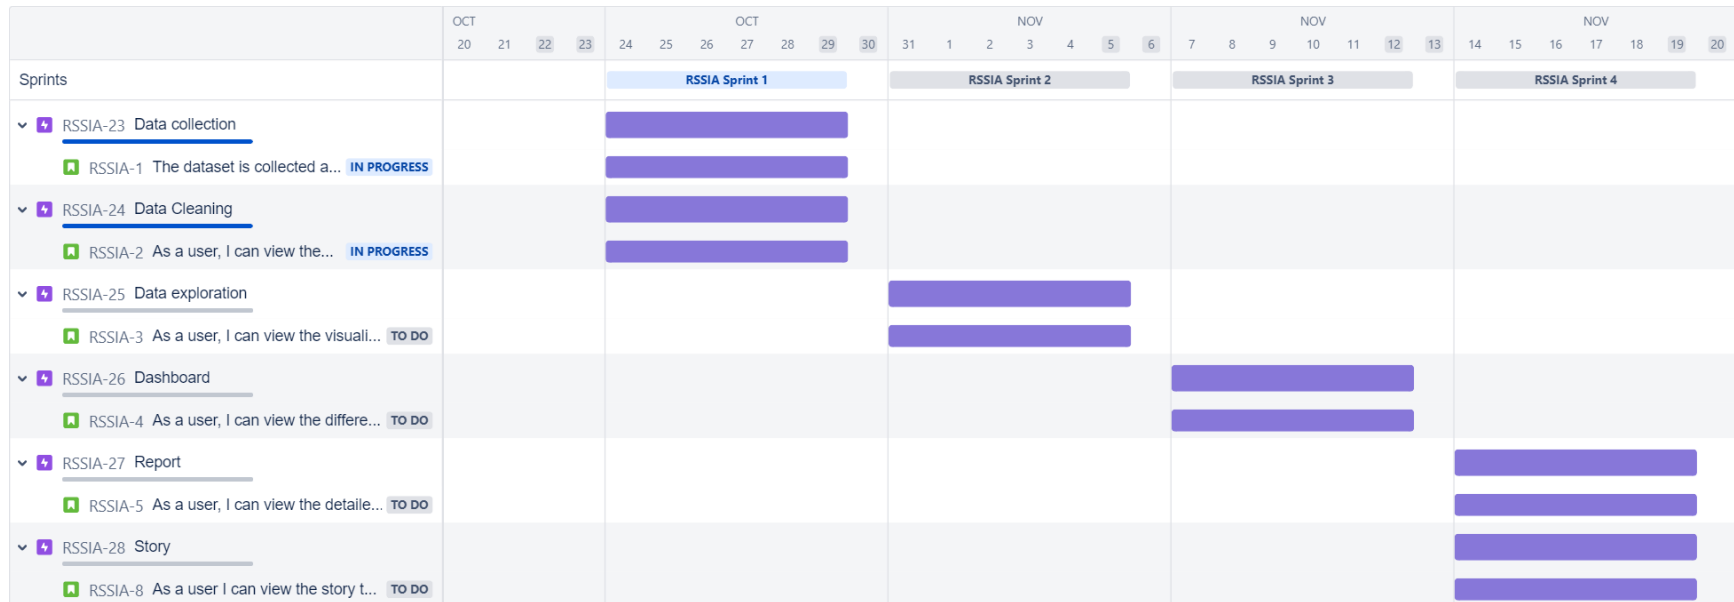 OCT OCT NOV NOV NOV
20 21 22 23 24 25 26 27 28 29 30 31 1 2 3 4 5 6 7 8 9 10 11 12 13 14 15 16 17 18 19 20
Sprints RSSIA Sprint 1 RSSIA Sprint 2 RSSIA Sprint 3 RSSIA Sprint 4
RSSIA-23 Data collection
RSSIA-1 The dataset is collected a... IN PROGRESS
RSSIA-24 Data Cleaning
RSSIA-2 As a user, I can view the... IN PROGRESS
RSSIA-25 Data exploration
RSSIA-3 As a user, I can view the visuali... TO DO
RSSIA-26 Dashboard
RSSIA-4 As a user, I can view the differe... TO DO
RSSIA-27 Report
RSSIA-5 As a user, I can view the detaile... TO DO
RSSIA-28 Story
RSSIA-8 As a user I can view the story t... TO DO